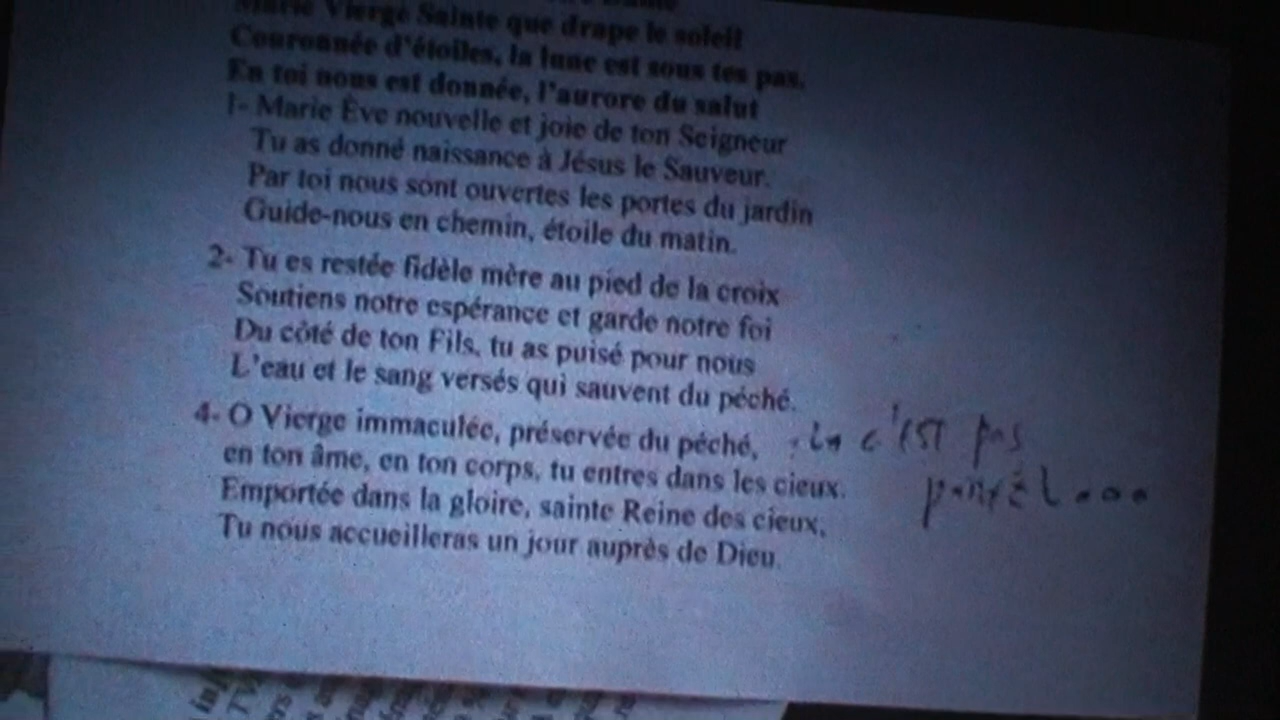 Marie Vierge Sainte que drape le soleil
Couronnée d'étoiles, la lune est sous tes pas.
En toi nous est donnée, l'aurore du salut
1- Marie Ève nouvelle et joie de ton Seigneur
Tu as donné naissance à Jésus le Sauveur.
Par toi nous sont ouvertes les portes du jardin
Guide-nous en chemin, étoile du matin.
2- Tu es restée fidèle mère au pied de la croix
Soutiens notre espérance et garde notre foi
Du côté de ton Fils, tu as puisé pour nous
L'eau et le sang versés qui sauvent du péché.
4- O Vierge immaculée, préservée du péché,
en ton âme, en ton corps, tu entres dans les cieux.
Emportée dans la gloire, sainte Reine des cieux,
Tu nous accueilleras un jour auprès de Dieu.
là c'est pas